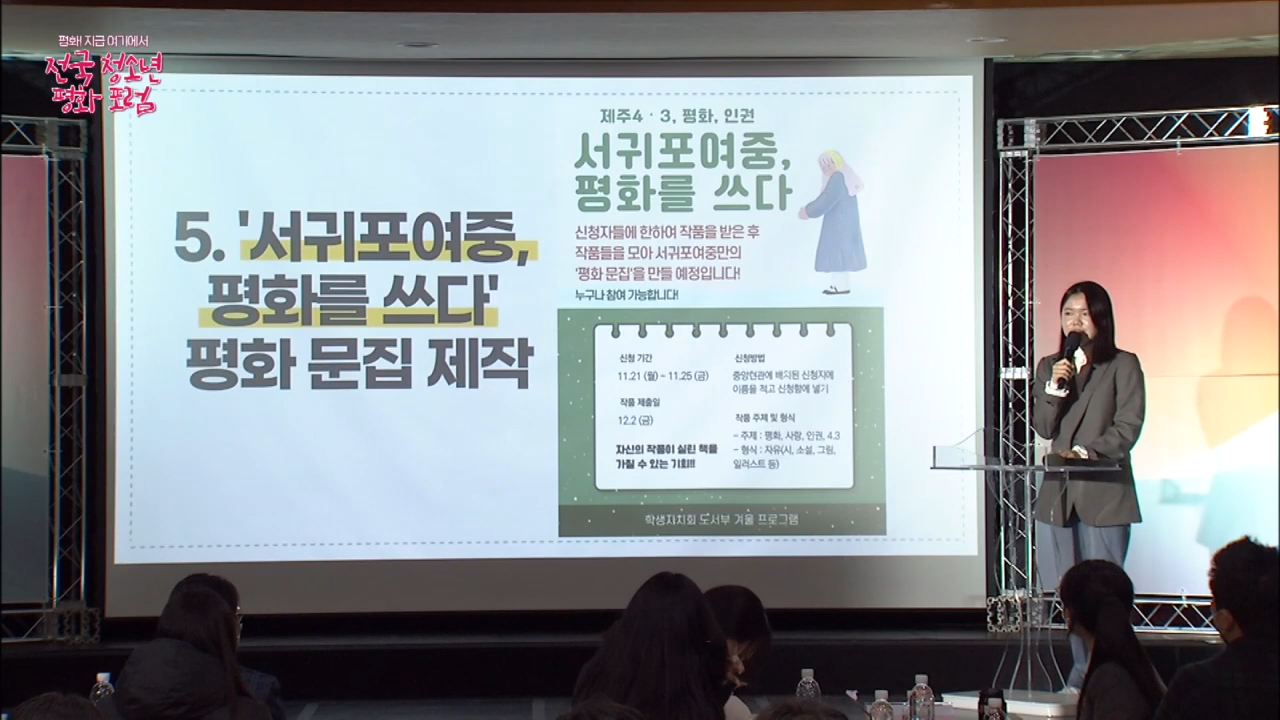 평화! 지금 여기에서
전국 청소년
평화 포럼
5. '서귀포여중,
평화를 쓰다'
평화 문집 제작
제주4·3, 평화, 인권
서귀포여중,
평화를 쓰다
신청자들에 한하여 작품을 받은 후
작품들을 모아 서귀포여중만의
'평화 문집'을 만들 예정입니다!
누구나 참여 가능합니다!
신청 기간
11.21 (월) ~ 11.25 (금)
작품 제출일
12.2 (금)
자신의 작품이 실린 책을
가질 수 있는 기회!!
신청방법
중앙현관에 배치된 신청지에
이름을 적고 신청함에 넣기
작품 주제 및 형식
- 주제 : 평화, 사랑, 인권, 4.3
- 형식 : 자유(시, 소설, 그림,
일러스트 등)
학생자치회 도서부 겨울 프로그램